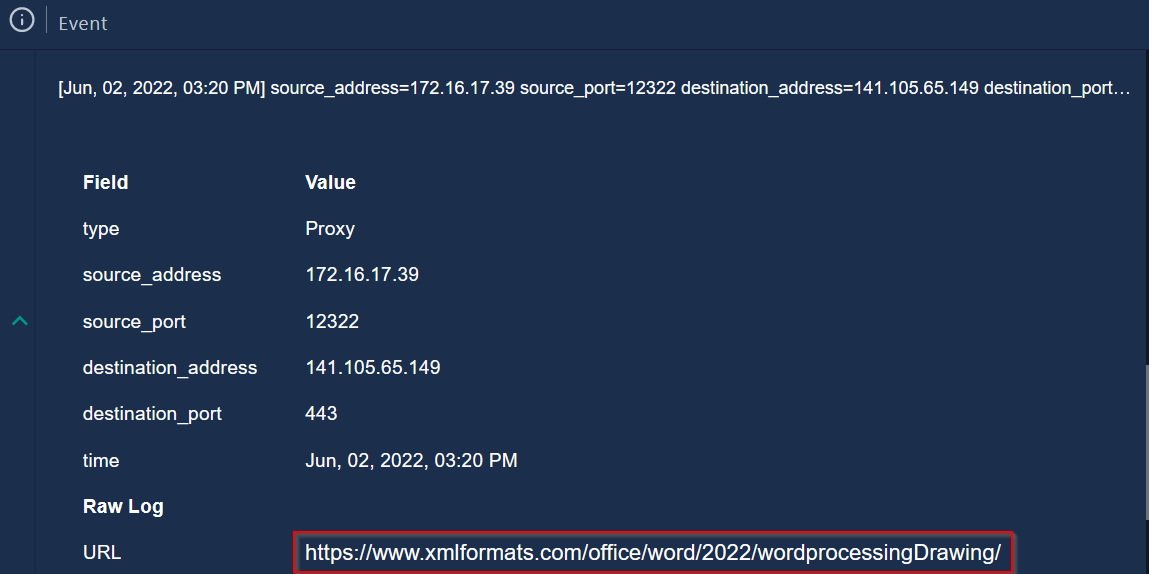 Event
[Jun, 02, 2022, 03:20 PM] source_address=172.16.17.39 source_port=12322 destination_address=141.105.65.149 destination_port…
Field Value
type Proxy
source_address 172.16.17.39
source_port 12322
destination_address 141.105.65.149
destination_port 443
time Jun, 02, 2022, 03:20 PM
Raw Log
URL https://www.xmlformats.com/office/word/2022/wordprocessingDrawing/